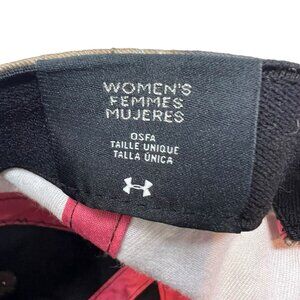 WOMEN'S
FEMMES
MUJERES
OSFA
TAILLE UNIQUE
TALLA ÚNICA